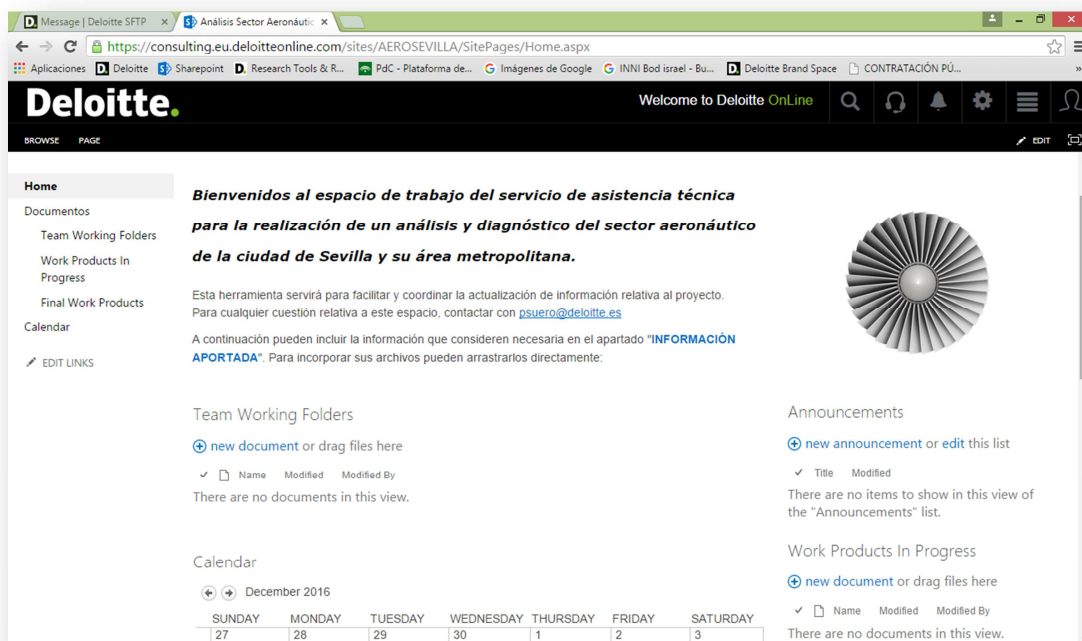 Message | Deloitte SFTP
Análisis Sector Aeronáutic
https://consulting.eu.deloitteonline.com/sites/AEROSEVILLA/SitePages/Home.aspx
Aplicaciones Deloitte Sharepoint Research Tools & R... PdC - Plataforma de... Imágenes de Google INNI Bod israel - Bu... Deloitte Brand Space CONTRATACIÓN PÚ... »
Deloitte.
Welcome to Deloitte OnLine
BROWSE PAGE
EDIT
Home
Documentos
Team Working Folders
Work Products In
Progress
Final Work Products
Calendar
EDIT LINKS
Bienvenidos al espacio de trabajo del servicio de asistencia técnica
para la realización de un análisis y diagnóstico del sector aeronáutico
de la ciudad de Sevilla y su área metropolitana.
Esta herramienta servirá para facilitar y coordinar la actualización de información relativa al proyecto.
Para cualquier cuestión relativa a este espacio, contactar con psuero@deloitte.es
A continuación pueden incluir la información que consideren necesaria en el apartado "INFORMACIÓN
APORTADA". Para incorporar sus archivos pueden arrastrarlos directamente:
Team Working Folders
new document or drag files here
Name Modified Modified By
There are no documents in this view.
Calendar
December 2016
SUNDAY MONDAY TUESDAY WEDNESDAY THURSDAY FRIDAY SATURDAY
27 28 29 30 1 2 3
Announcements
new announcement or edit this list
Title Modified
There are no items to show in this view of
the "Announcements" list.
Work Products In Progress
new document or drag files here
Name Modified Modified By
There are no documents in this view.